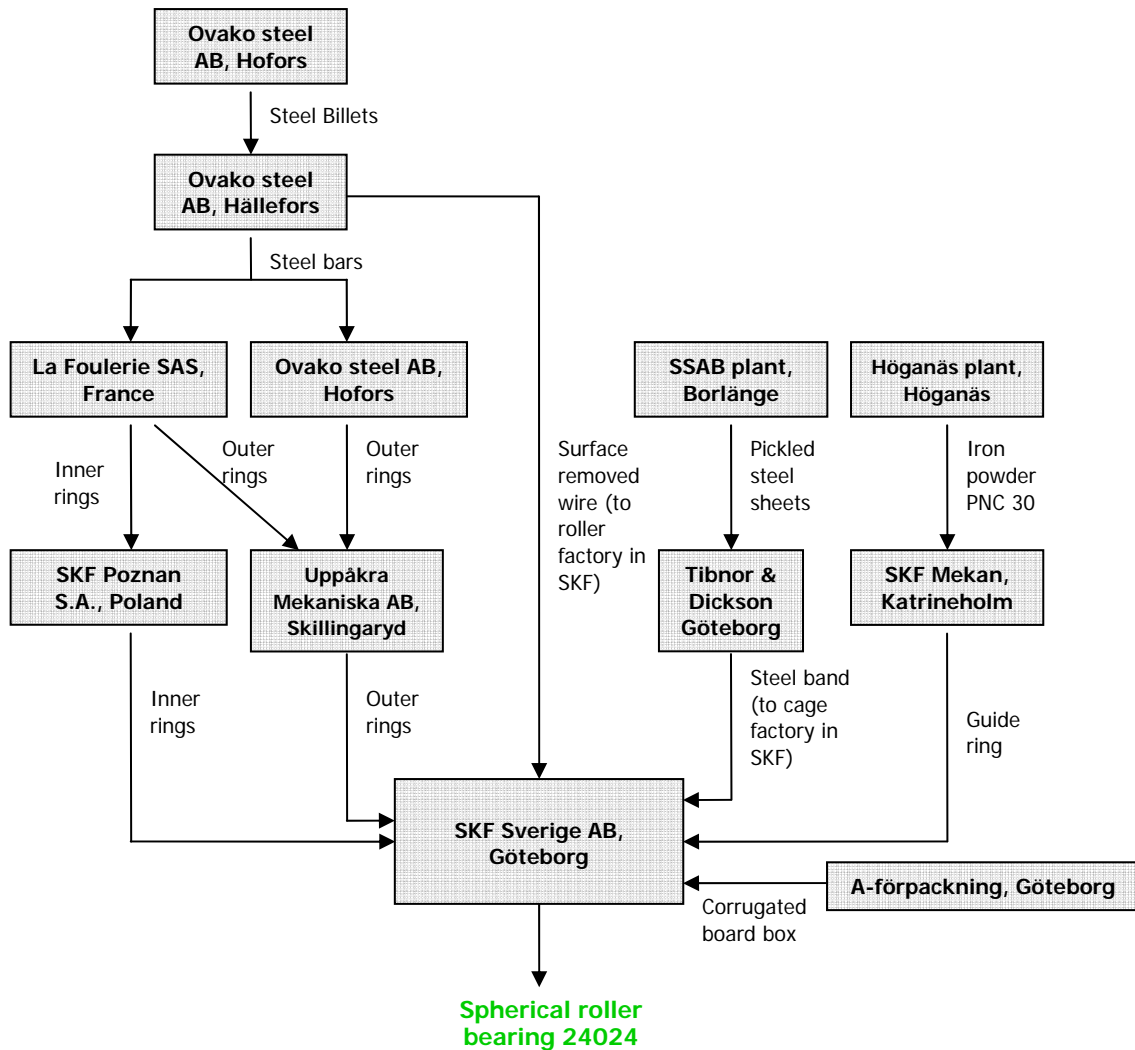 Ovako steel
AB, Hofors
Steel Billets
Ovako steel
AB, Hällefors
Steel bars
La Foulerie SAS,
France
Ovako steel AB,
Hofors
SSAB plant,
Borlänge
Höganäs plant,
Höganäs
Inner
rings
Outer
rings
Outer
rings
Surface
removed
wire (to
roller
factory in
SKF)
Pickled
steel
sheets
Iron
powder
PNC 30
SKF Poznan
S.A., Poland
Uppåkra
Mekaniska AB,
Skillingaryd
Tibnor &
Dickson
Göteborg
SKF Mekan,
Katrineholm
Inner
rings
Outer
rings
Steel band
(to cage
factory in
SKF)
Guide
ring
SKF Sverige AB,
Göteborg
A-förpackning, Göteborg
Corrugated
board box
Spherical roller
bearing 24024